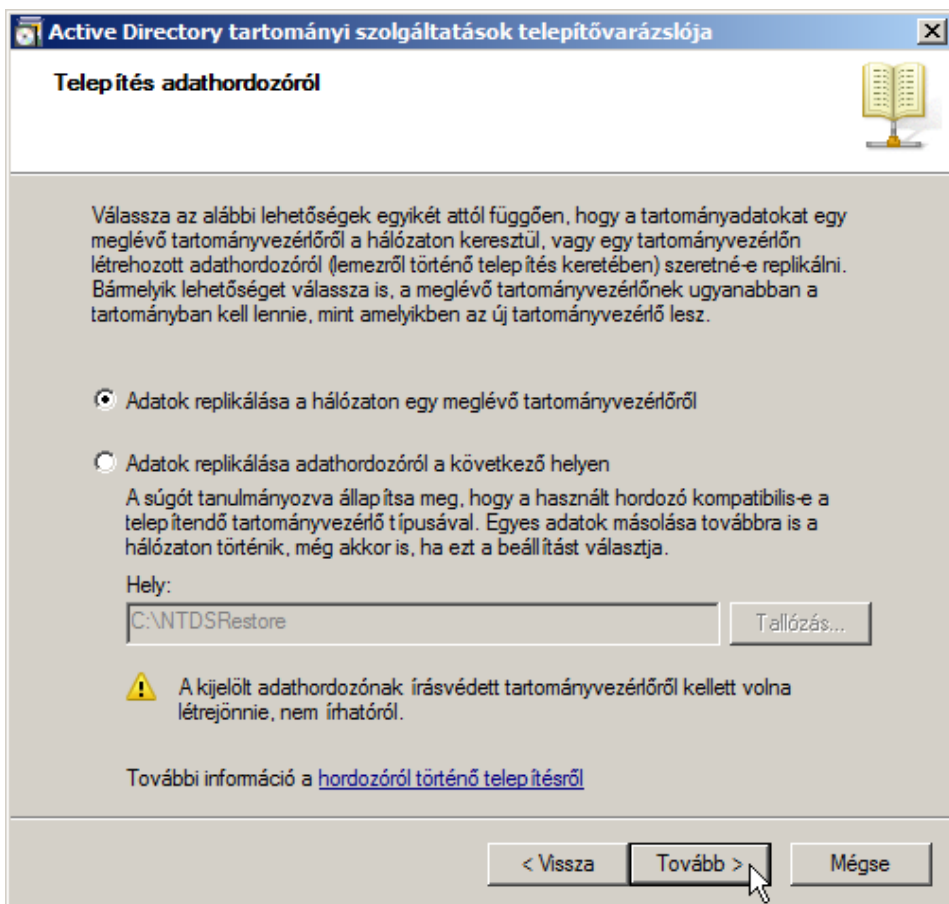 Active Directory tartományi szolgáltatások telepítővarázslója
Telepítés adathordozóról
Válassza az alábbi lehetőségek egyikét attól függően, hogy a tartományadatokat egy
meglévő tartományvezérlőről a hálózaton keresztül, vagy egy tartományvezérlőn
létrehozott adathordozóról (lemezről történő telepítés keretében) szeretné-e replikálni.
Bármelyik lehetőséget válassza is, a meglévő tartományvezérlőnek ugyanabban a
tartományban kell lennie, mint amelyikben az új tartományvezérlő lesz.
Adatok replikálása a hálózaton egy meglévő tartományvezérlőről
Adatok replikálása adathordozóról a következő helyen
A súgót tanulmányozva állapítsa meg, hogy a használt hordozó kompatibilis-e a
telepítendő tartományvezérlő típusával. Egyes adatok másolása továbbra is a
hálózaton történik, még akkor is, ha ezt a beállítást választja.
Hely:
C:\NTDSRestore
Tallózás...
A kijelölt adathordozónak írásvédett tartományvezérlőről kellett volna
létrejönnie, nem írhatóról.
További információ a hordozóról történő telepítésről
< Vissza
Tovább >
Mégse